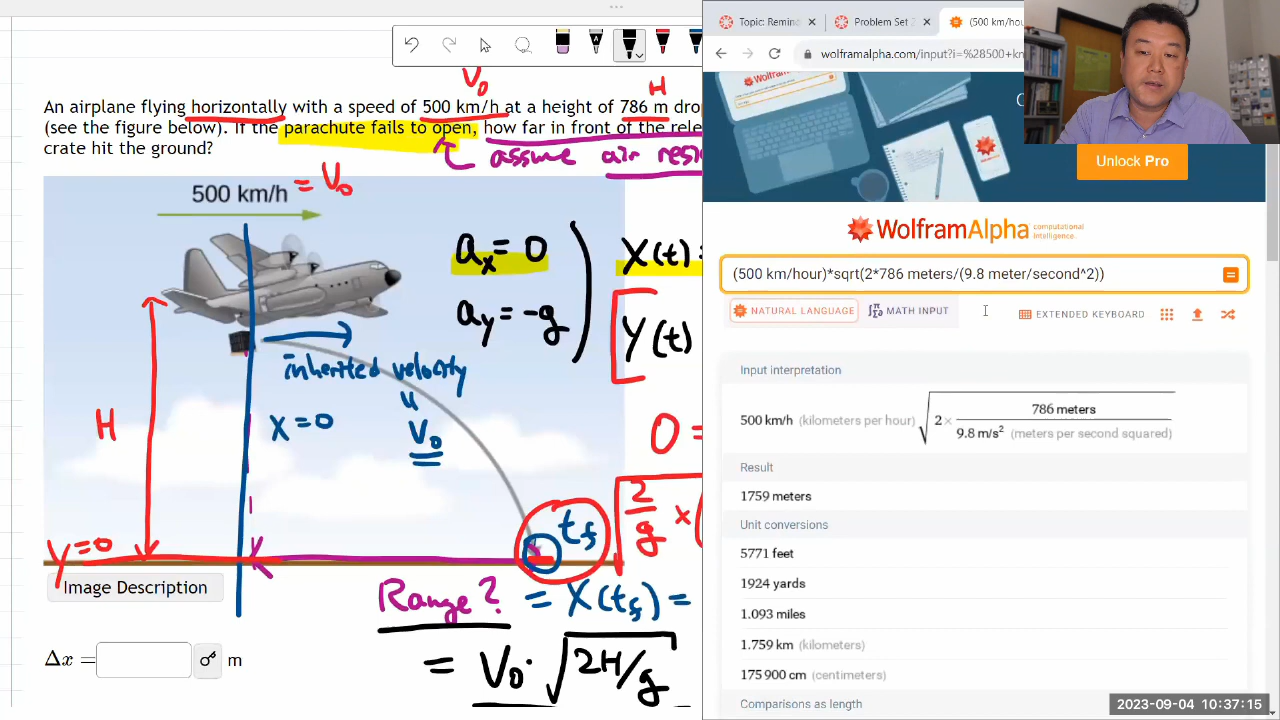 V₀
H
An airplane flying horizontally with a speed of 500 km/h at a height of 786 m drop
(see the figure below). If the parachute fails to open, how far in front of the rele
crate hit the ground?
assume air resi
500 km/h = V₀
aₓ = 0
a_y = -g
X(t) =
Y(t)
inherited velocity
V₀
X=0
H
0 =
2/g ×
t_f
Y=0
Image Description
Range? = X(t_f) =
= V₀·√2H/g
Δx = m
Topic: Remind
Problem Set 2
(500 km/hou
wolframalpha.com/input?i=%28500+kn
Unlock Pro
WolframAlpha computational intelligence.
(500 km/hour)*sqrt(2*786 meters/(9.8 meter/second^2))
NATURAL LANGUAGE
MATH INPUT
EXTENDED KEYBOARD
Input interpretation
500 km/h (kilometers per hour) √2 × 786 meters / 9.8 m/s² (meters per second squared)
Result
1759 meters
Unit conversions
5771 feet
1924 yards
1.093 miles
1.759 km (kilometers)
175900 cm (centimeters)
Comparisons as length
2023-09-04 10:37:15